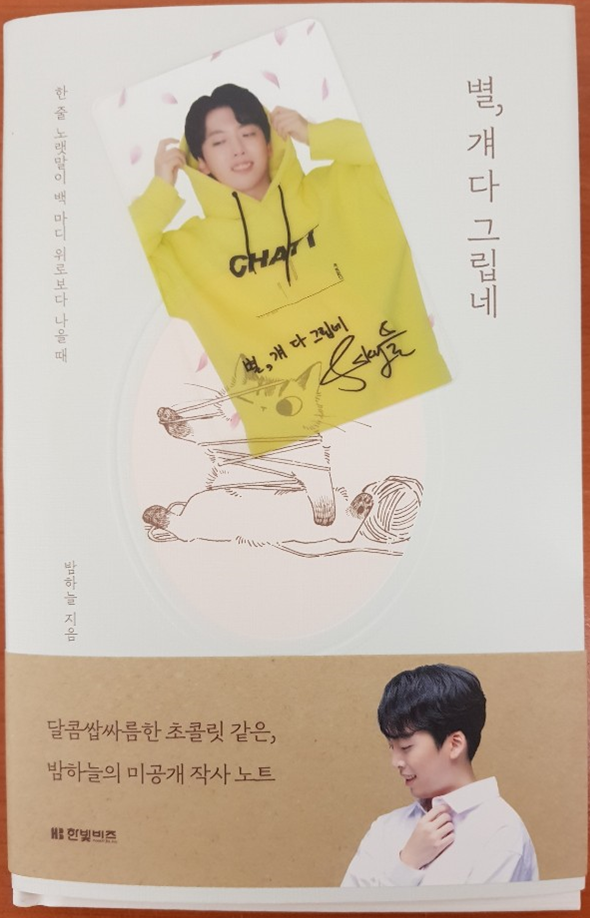 별, 걔 다 그립네
한 줄 노랫말이 백 마디 위로보다 나을 때
CHATI
별, 걔 다 그립네
밤하늘 지음
달콤쌉싸름한 초콜릿 같은,
밤하늘의 미공개 작사 노트
한빛비즈